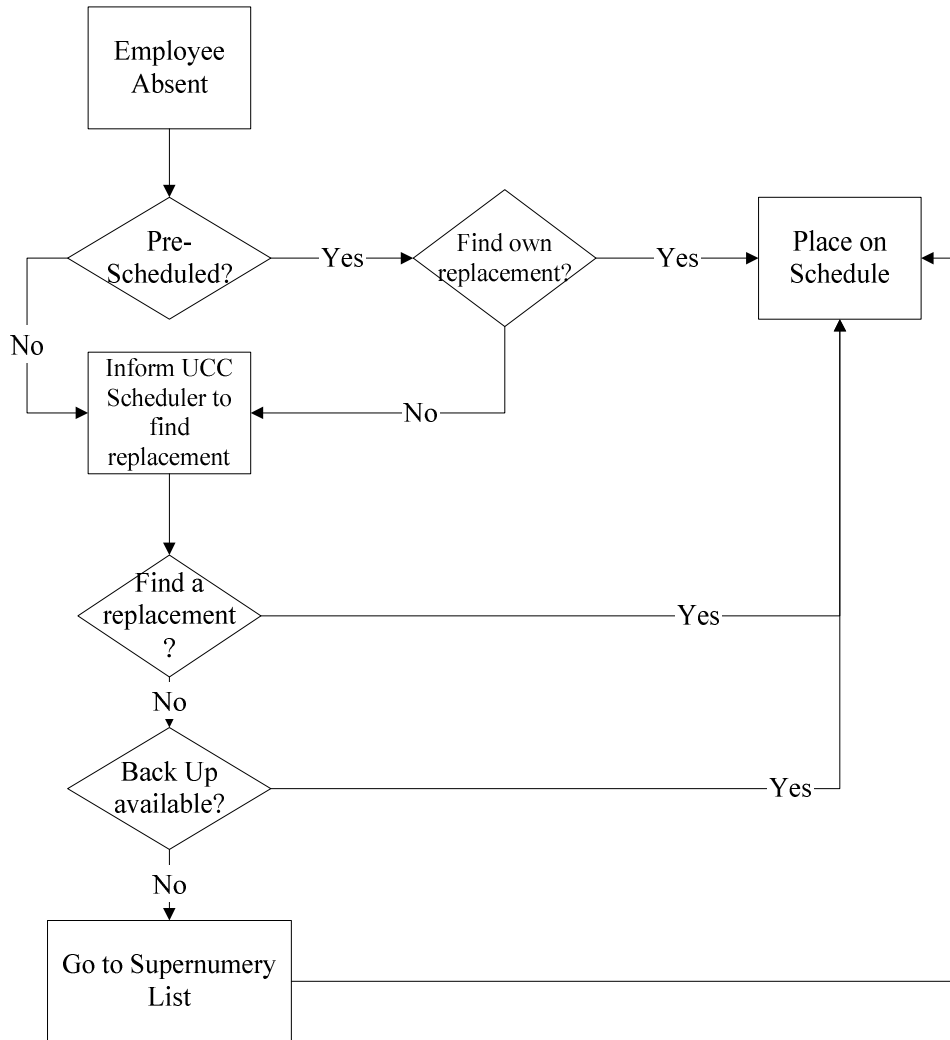 Employee
Absent
Pre-
Scheduled?
Yes
Find own
replacement?
Yes
Place on
Schedule
No
Inform UCC
Scheduler to
find
replacement
No
Find a
replacement
?
Yes
No
Back Up
available?
Yes
No
Go to Supernumery
List